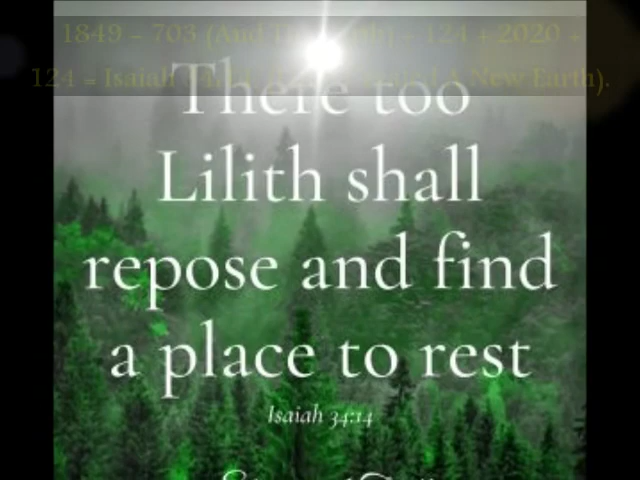 1849 – 703 (And The
124 + 2020 +
124 = Isaiah
A New Earth).
There too
Lilith shall
repose and find
a place to rest
Isaiah 34:14